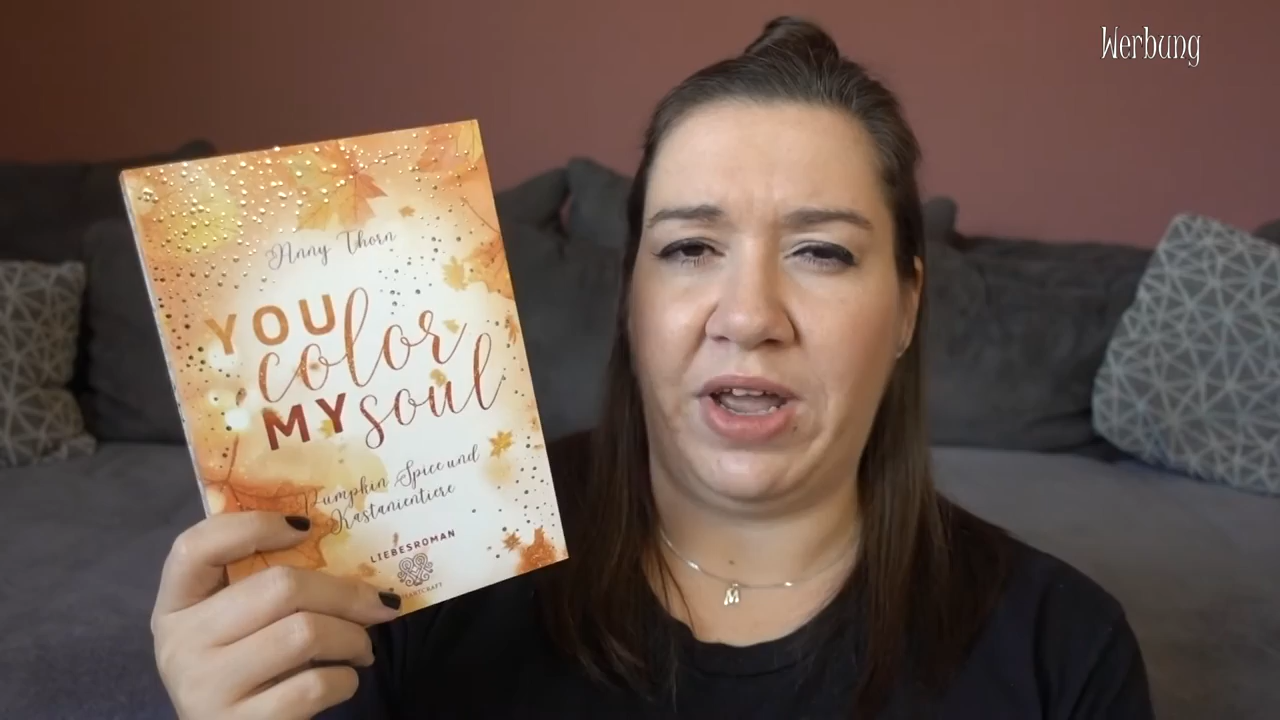 Werbung
Anny Thorn
YOU
color
MY soul
Pumpkin Spice und
Kastanientiere
LIEBESROMAN
M